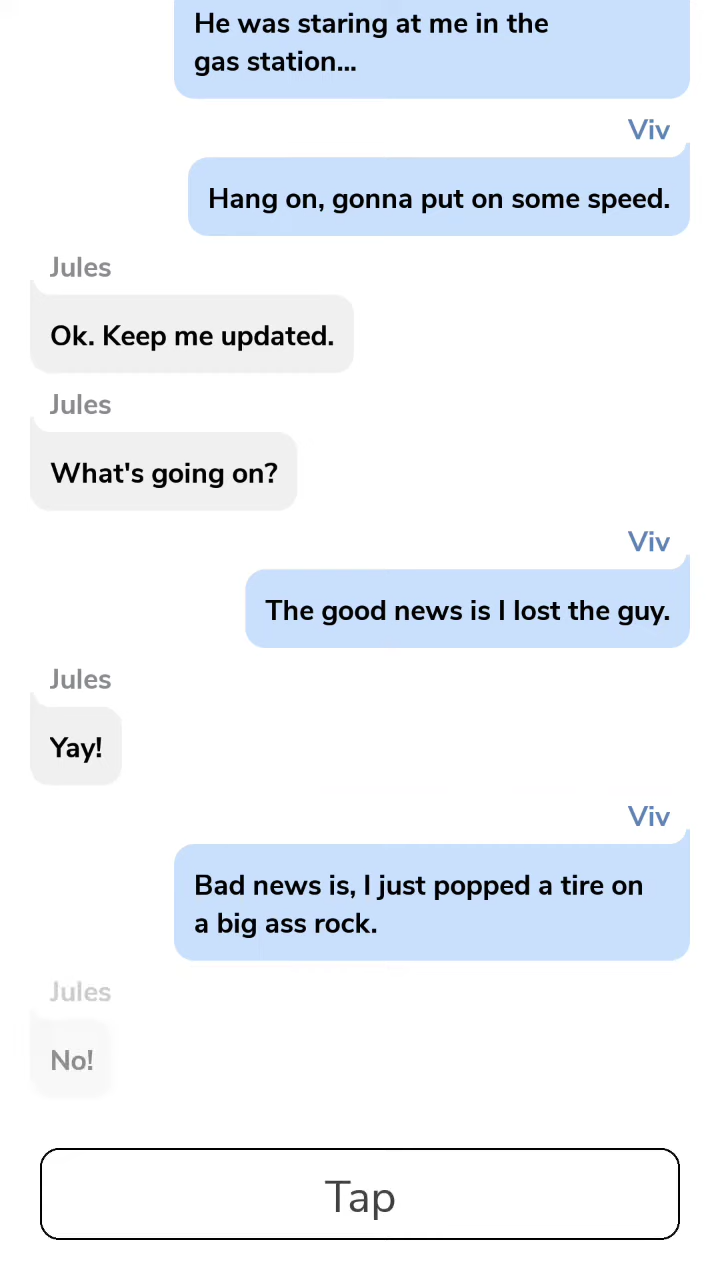 He was staring at me in the
gas station...
Viv
Hang on, gonna put on some speed.
Jules
Ok. Keep me updated.
Jules
What's going on?
Viv
The good news is I lost the guy.
Jules
Yay!
Viv
Bad news is, I just popped a tire on
a big ass rock.
Jules
No!
Tap